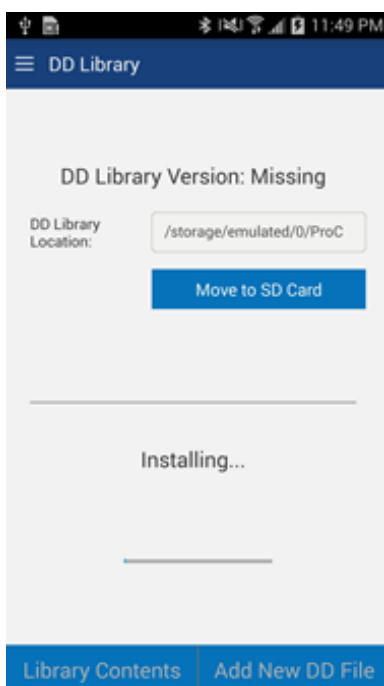 11:49 PM
DD Library
DD Library Version: Missing
DD Library
Location:
/storage/emulated/0/ProC
Move to SD Card
Installing...
Library Contents
Add New DD File